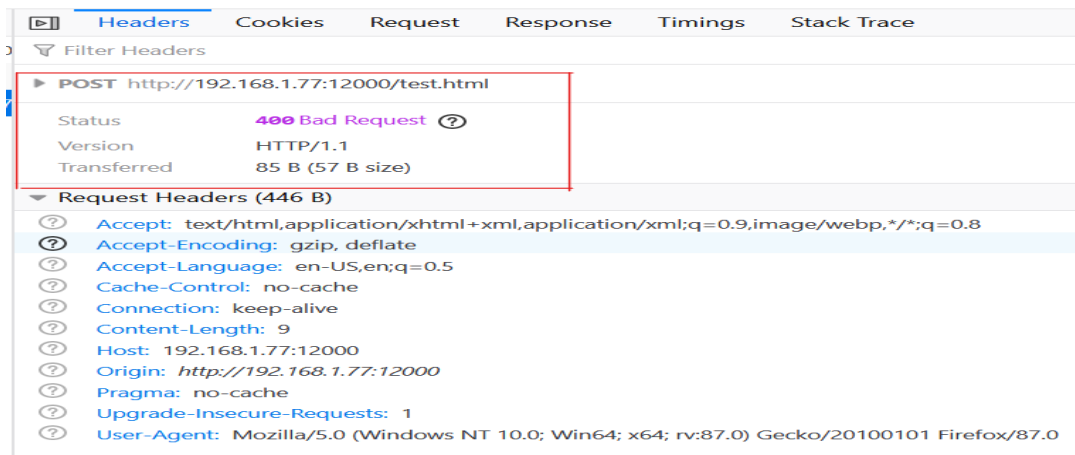 Headers Cookies Request Response Timings Stack Trace
Filter Headers
POST http://192.168.1.77:12000/test.html
Status 400 Bad Request ?
Version HTTP/1.1
Transferred 85 B (57 B size)
Request Headers (446 B)
? Accept: text/html,application/xhtml+xml,application/xml;q=0.9,image/webp,*/*;q=0.8
? Accept-Encoding: gzip, deflate
? Accept-Language: en-US,en;q=0.5
? Cache-Control: no-cache
? Connection: keep-alive
? Content-Length: 9
? Host: 192.168.1.77:12000
? Origin: http://192.168.1.77:12000
? Pragma: no-cache
? Upgrade-Insecure-Requests: 1
? User-Agent: Mozilla/5.0 (Windows NT 10.0; Win64; x64; rv:87.0) Gecko/20100101 Firefox/87.0